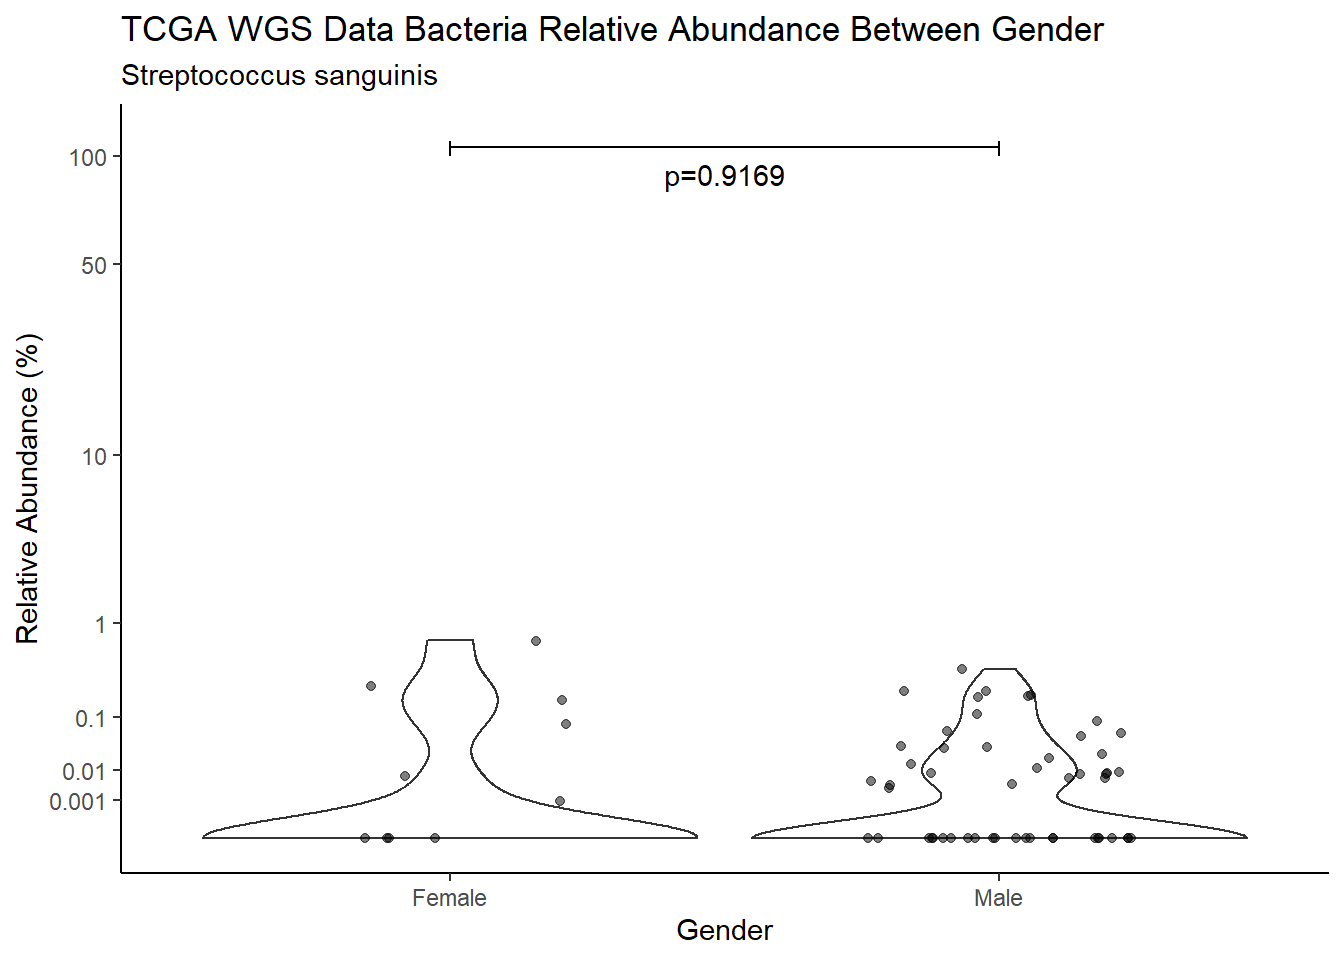 TCGA WGS Data Bacteria Relative Abundance Between Gender
Streptococcus sanguinis
p=0.9169
100
50
10
1
0.1
0.01
0.001
Relative Abundance (%)
Female
Male
Gender